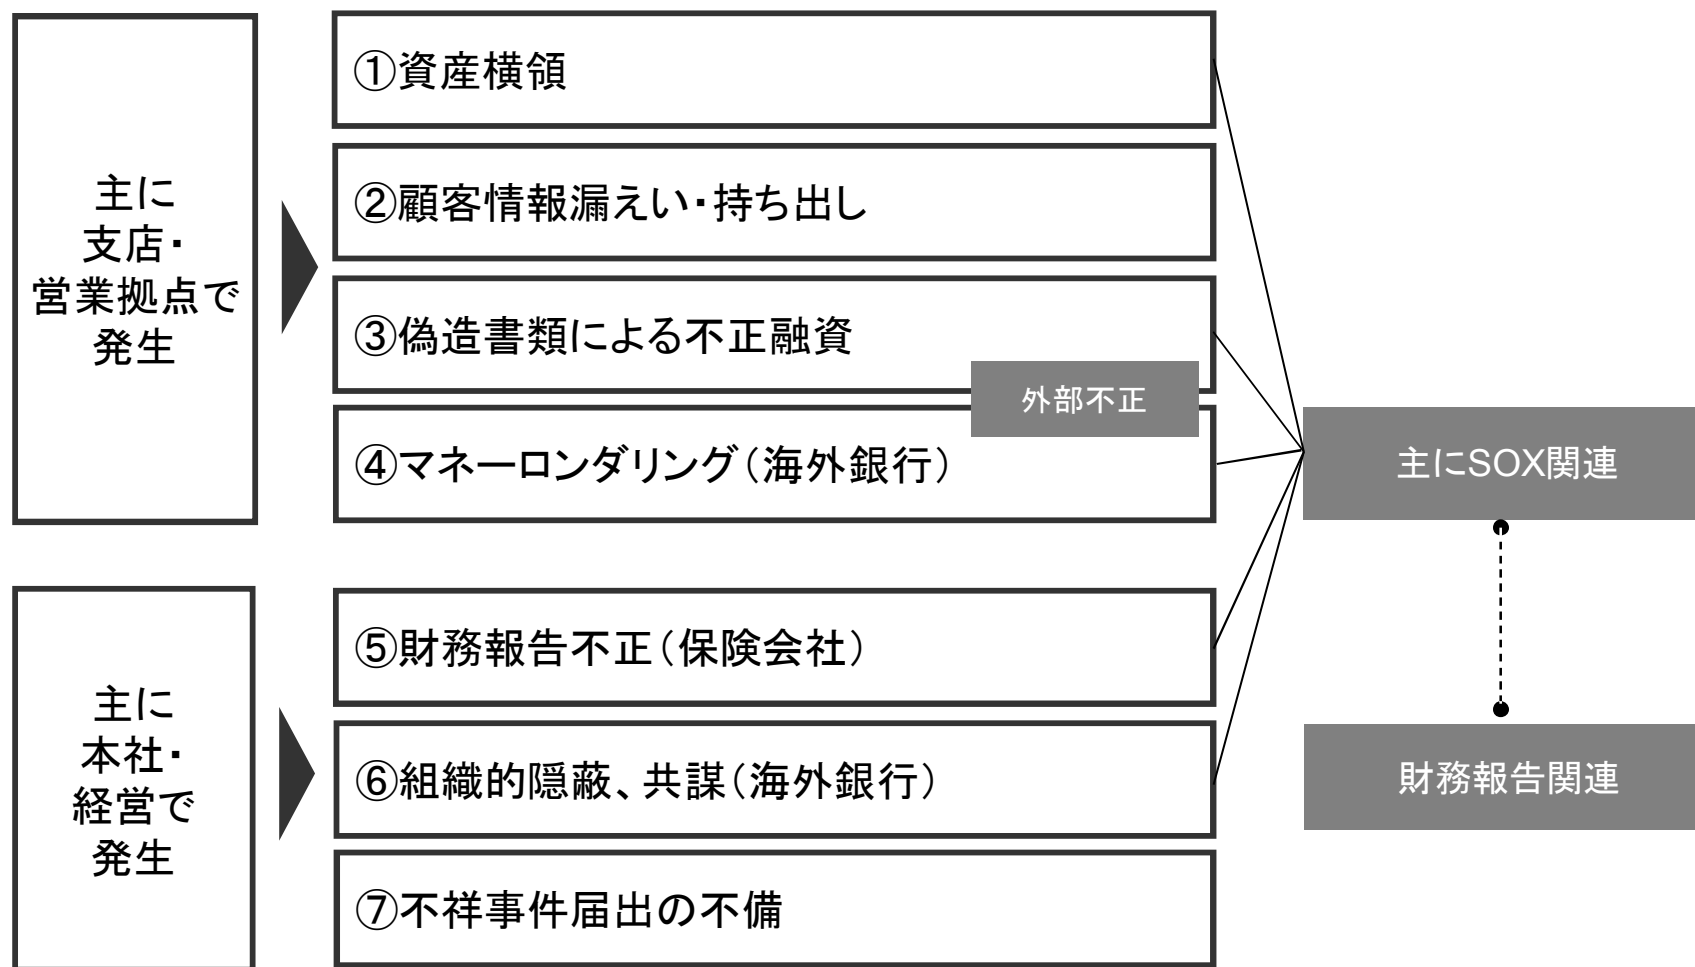 主に
支店・
営業拠点で
発生
①資産横領
②顧客情報漏えい・持ち出し
③偽造書類による不正融資
外部不正
④マネーロンダリング（海外銀行）
主にSOX関連
主に
本社・
経営で
発生
⑤財務報告不正（保険会社）
⑥組織的隠蔽、共謀（海外銀行）
⑦不祥事件届出の不備
財務報告関連